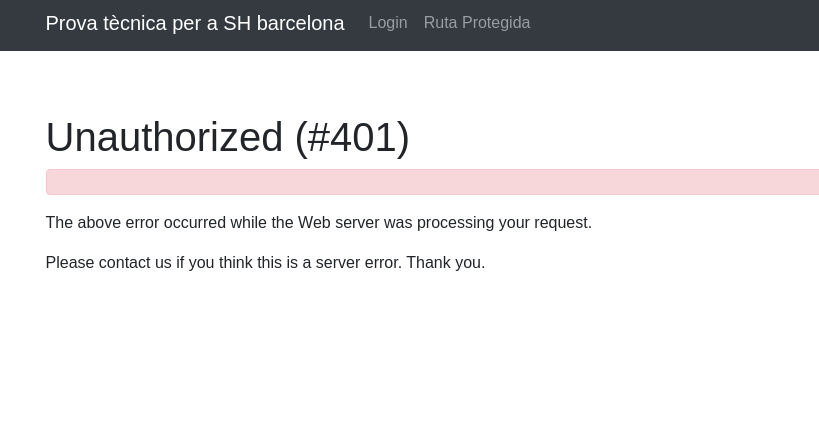 Prova tècnica per a SH barcelona Login Ruta Protegida
Unauthorized (#401)
The above error occurred while the Web server was processing your request.
Please contact us if you think this is a server error. Thank you.